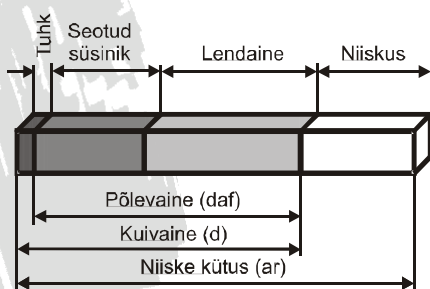 Tuhk
Seotud
süsinik
Lendaine
Niiskus
Põlevaine (daf)
Kuivaine (d)
Niiske kütus (ar)